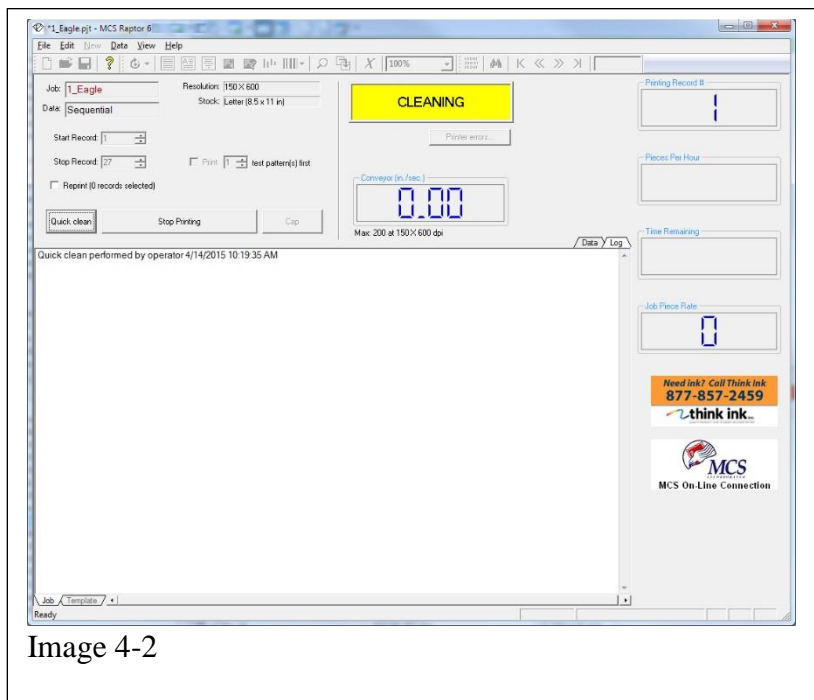 *1_Eagle.pjt - MCS Raptor 6
File Edit New Data View Help
100%
Job: 1_Eagle
Resolution: 150 X 600
Data: Sequential
Stock: Letter (8.5 x 11 in)
Start Record: 1
Stop Record: 27
Print 1 test pattern(s) first
Reprint (0 records selected)
Quick clean
Stop Printing
Cap
CLEANING
Printer errors...
Conveyor (in./sec.)
0.00
Max: 200 at 150 X 600 dpi
Data Log
Printing Record #
1
Pieces Per Hour
Time Remaining
Job Piece Rate
0
Quick clean performed by operator 4/14/2015 10:19:35 AM
Need ink? Call Think Ink
877-857-2459
think ink
MCS
INCORPORATED
MCS On-Line Connection
Job Template
Ready
Image 4-2